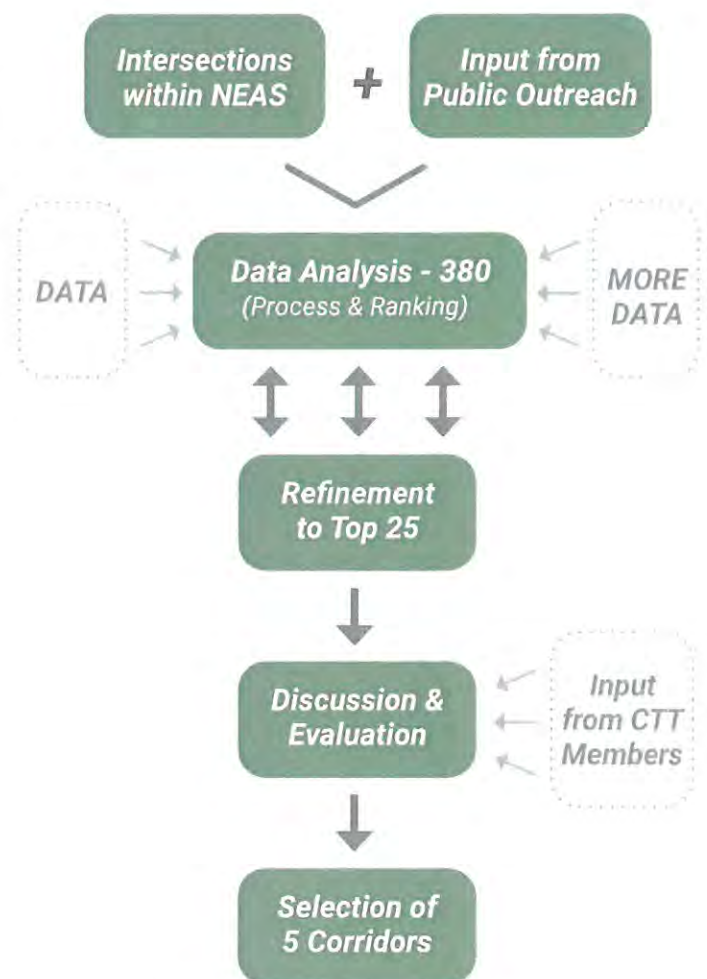 Intersections
within NEAS
+
Input from
Public Outreach
DATA
Data Analysis - 380
(Process & Ranking)
MORE
DATA
Refinement
to Top 25
Discussion &
Evaluation
Input
from CTT
Members
Selection of
5 Corridors